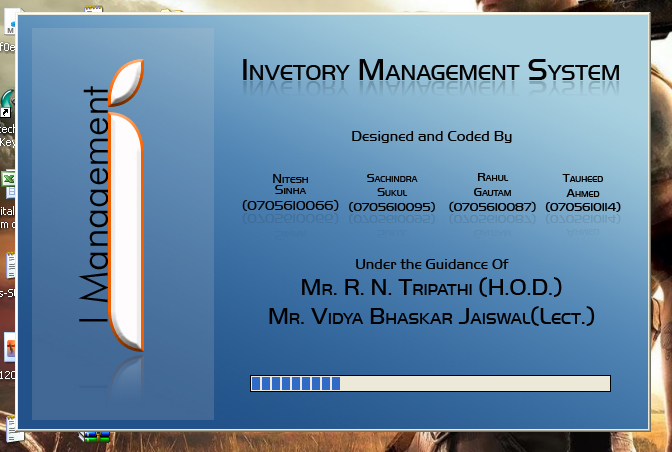 INVETORY MANAGEMENT SYSTEM
Designed and Coded By
NITESH SINHA
(0705610066)
SACHINDRA SUKUL
(0705610095)
RAHUL GAUTAM
(0705610087)
TAUHEED AHMED
(0705610114)
Under the Guidance Of
MR. R. N. TRIPATHI (H.O.D.)
MR. VIDYA BHASKAR JAISWAL(LECT.)
I Management